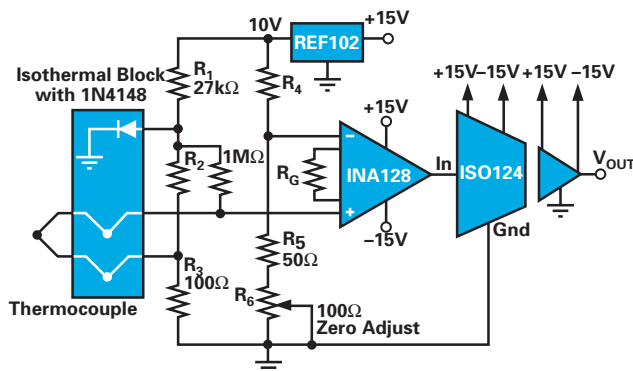 10V
+15V
REF102
Isothermal Block
with 1N4148
R1
27kΩ
R4
+15V
–15V
+15V
–15V
+15V
R2
1MΩ
RG
–
INA128
+
In
ISO124
VOUT
–15V
Gnd
R5
50Ω
R3
100Ω
R6
100Ω
Zero Adjust
Thermocouple